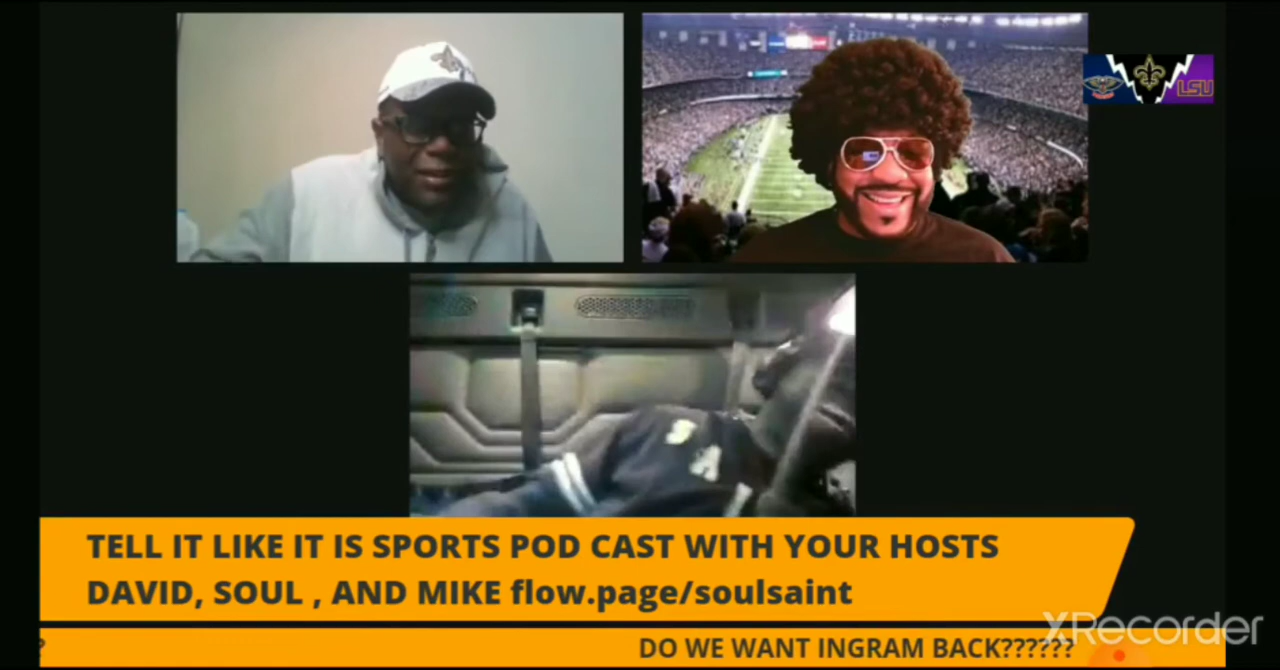 LSU
S
A
TELL IT LIKE IT IS SPORTS POD CAST WITH YOUR HOSTS
DAVID, SOUL , AND MIKE flow.page/soulsaint
?
DO WE WANT INGRAM BACK??????
XRecorder